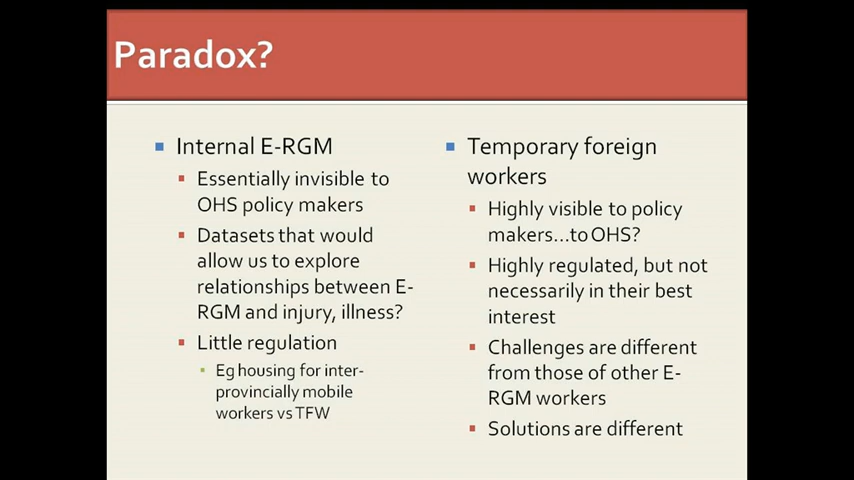 Paradox?
Internal E-RGM
Essentially invisible to
OHS policy makers
Datasets that would
allow us to explore
relationships between E-
RGM and injury, illness?
Little regulation
Eg housing for inter-
provincially mobile
workers vs TFW
Temporary foreign
workers
Highly visible to policy
makers...to OHS?
Highly regulated, but not
necessarily in their best
interest
Challenges are different
from those of other E-
RGM workers
Solutions are different